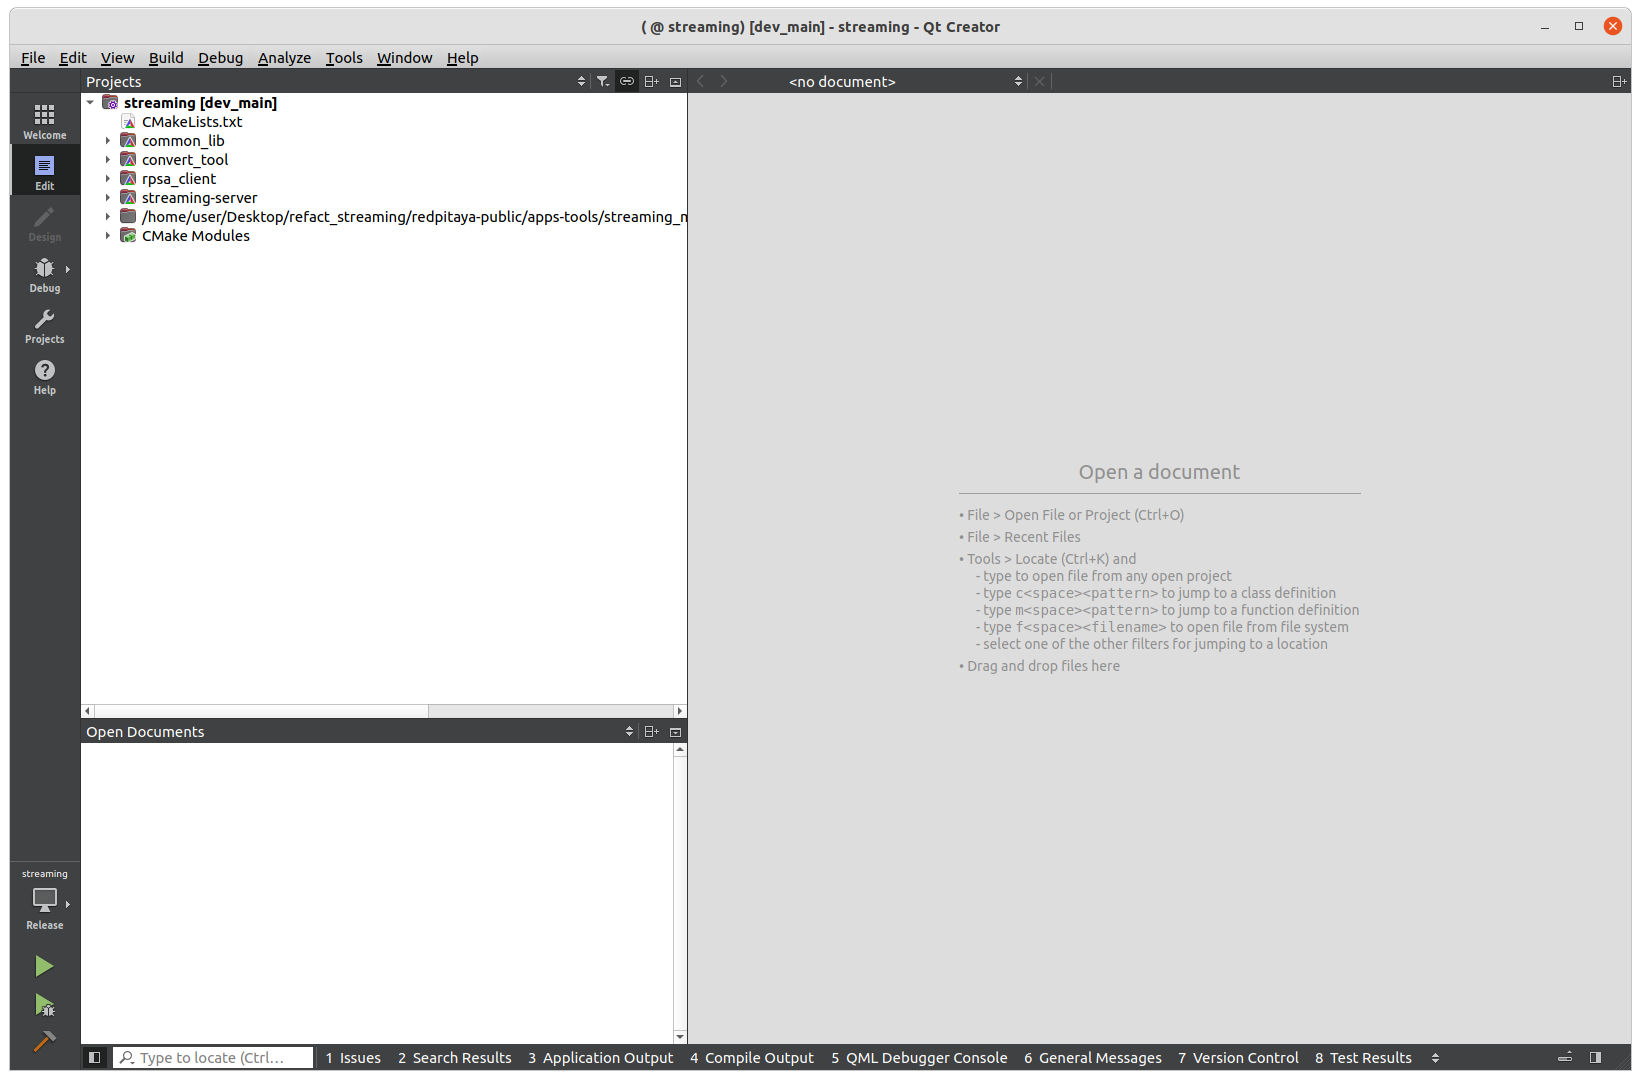 ( @ streaming) [dev_main] - streaming - Qt Creator
File Edit View Build Debug Analyze Tools Window Help
Projects
<no document>
Welcome
Edit
Design
Debug
Projects
Help
streaming [dev_main]
CMakeLists.txt
common_lib
convert_tool
rpsa_client
streaming-server
/home/user/Desktop/refact_streaming/redpitaya-public/apps-tools/streaming_m
CMake Modules
Open a document
• File > Open File or Project (Ctrl+O)
• File > Recent Files
• Tools > Locate (Ctrl+K) and
- type to open file from any open project
- type c<space><pattern> to jump to a class definition
- type m<space><pattern> to jump to a function definition
- type f<space><filename> to open file from file system
- select one of the other filters for jumping to a location
• Drag and drop files here
Open Documents
streaming
Release
Type to locate (Ctrl...
1 Issues 2 Search Results 3 Application Output 4 Compile Output 5 QML Debugger Console 6 General Messages 7 Version Control 8 Test Results